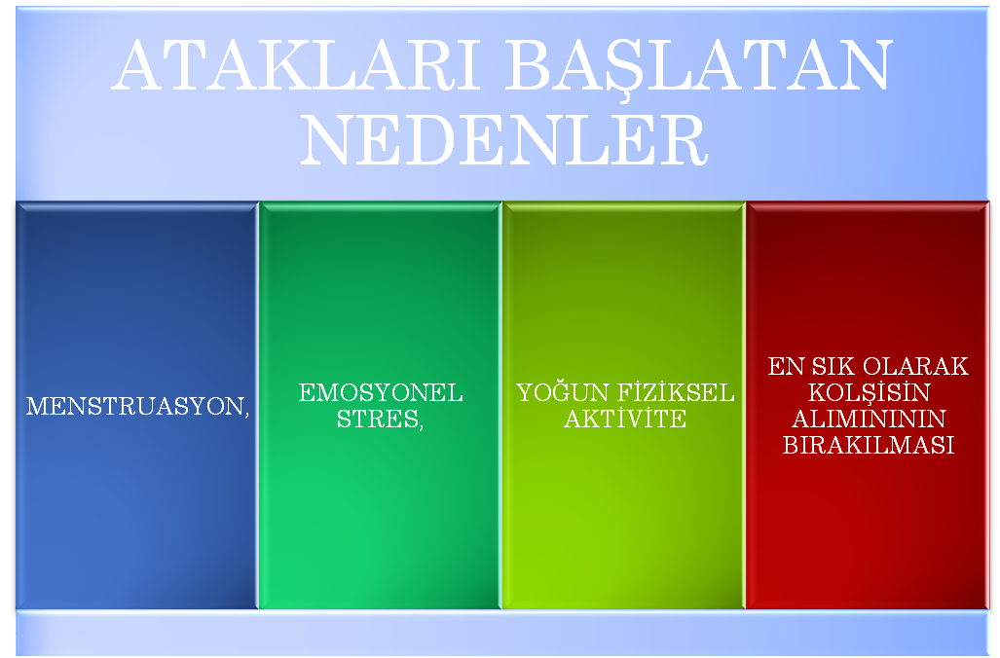 ATAKLARI BAŞLATAN
NEDENLER
MENSTRUASYON,
EMOSYONEL
STRES,
YOĞUN FİZİKSEL
AKTİVİTE
EN SIK OLARAK
KOLŞİSİN
ALIMINININ
BIRAKILMASI